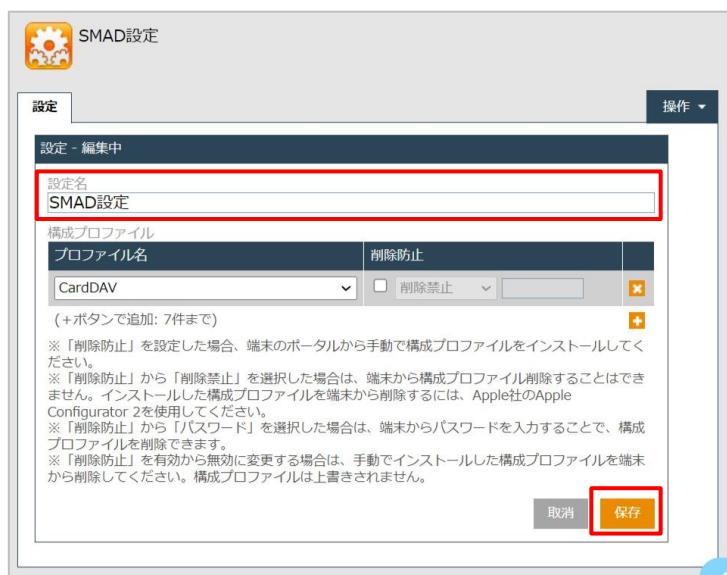 SMAD設定
設定
操作 ▼
設定 - 編集中
設定名
SMAD設定
構成プロファイル
プロファイル名 削除防止
CardDAV 削除禁止
(+ボタンで追加: 7件まで)
※「削除防止」を設定した場合、端末のポータルから手動で構成プロファイルをインストールしてく
ださい。
※「削除防止」から「削除禁止」を選択した場合は、端末から構成プロファイル削除することはでき
ません。インストールした構成プロファイルを端末から削除するには、Apple社のApple
Configurator 2を使用してください。
※「削除防止」から「パスワード」を選択した場合は、端末からパスワードを入力することで、構成
プロファイルを削除できます。
※「削除防止」を有効から無効に変更する場合は、手動でインストールした構成プロファイルを端末
から削除してください。構成プロファイルは上書きされません。
取消 保存